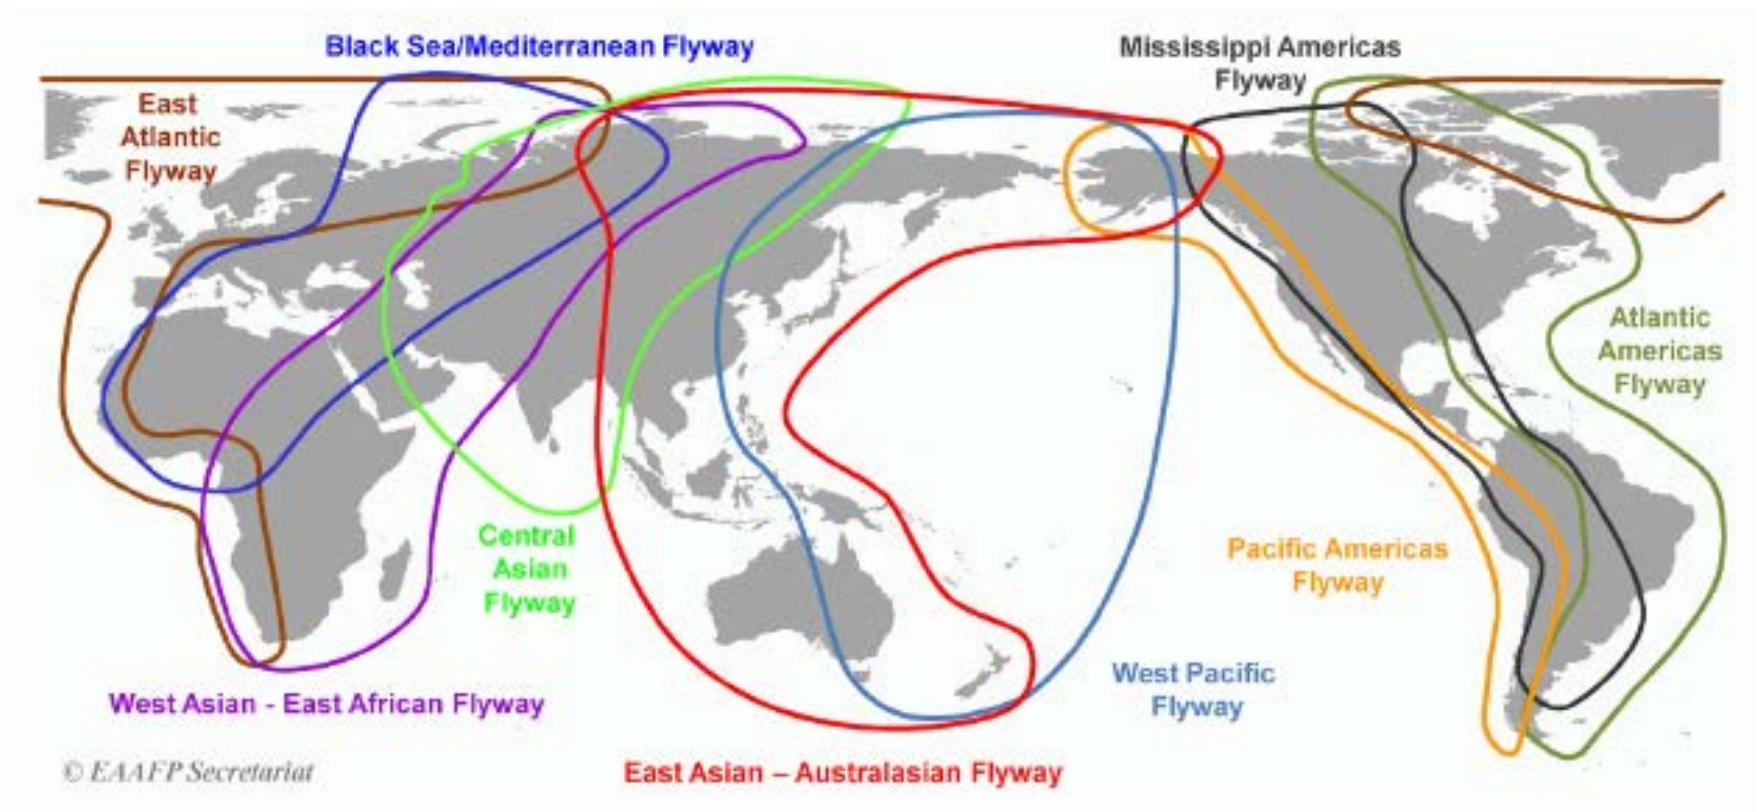 Black Sea/Mediterranean Flyway
Mississippi Americas
Flyway
East
Atlantic
Flyway
Atlantic
Americas
Flyway
Central
Asian
Flyway
Pacific Americas
Flyway
West Pacific
Flyway
West Asian - East African Flyway
© EAAFP Secretariat
East Asian – Australasian Flyway